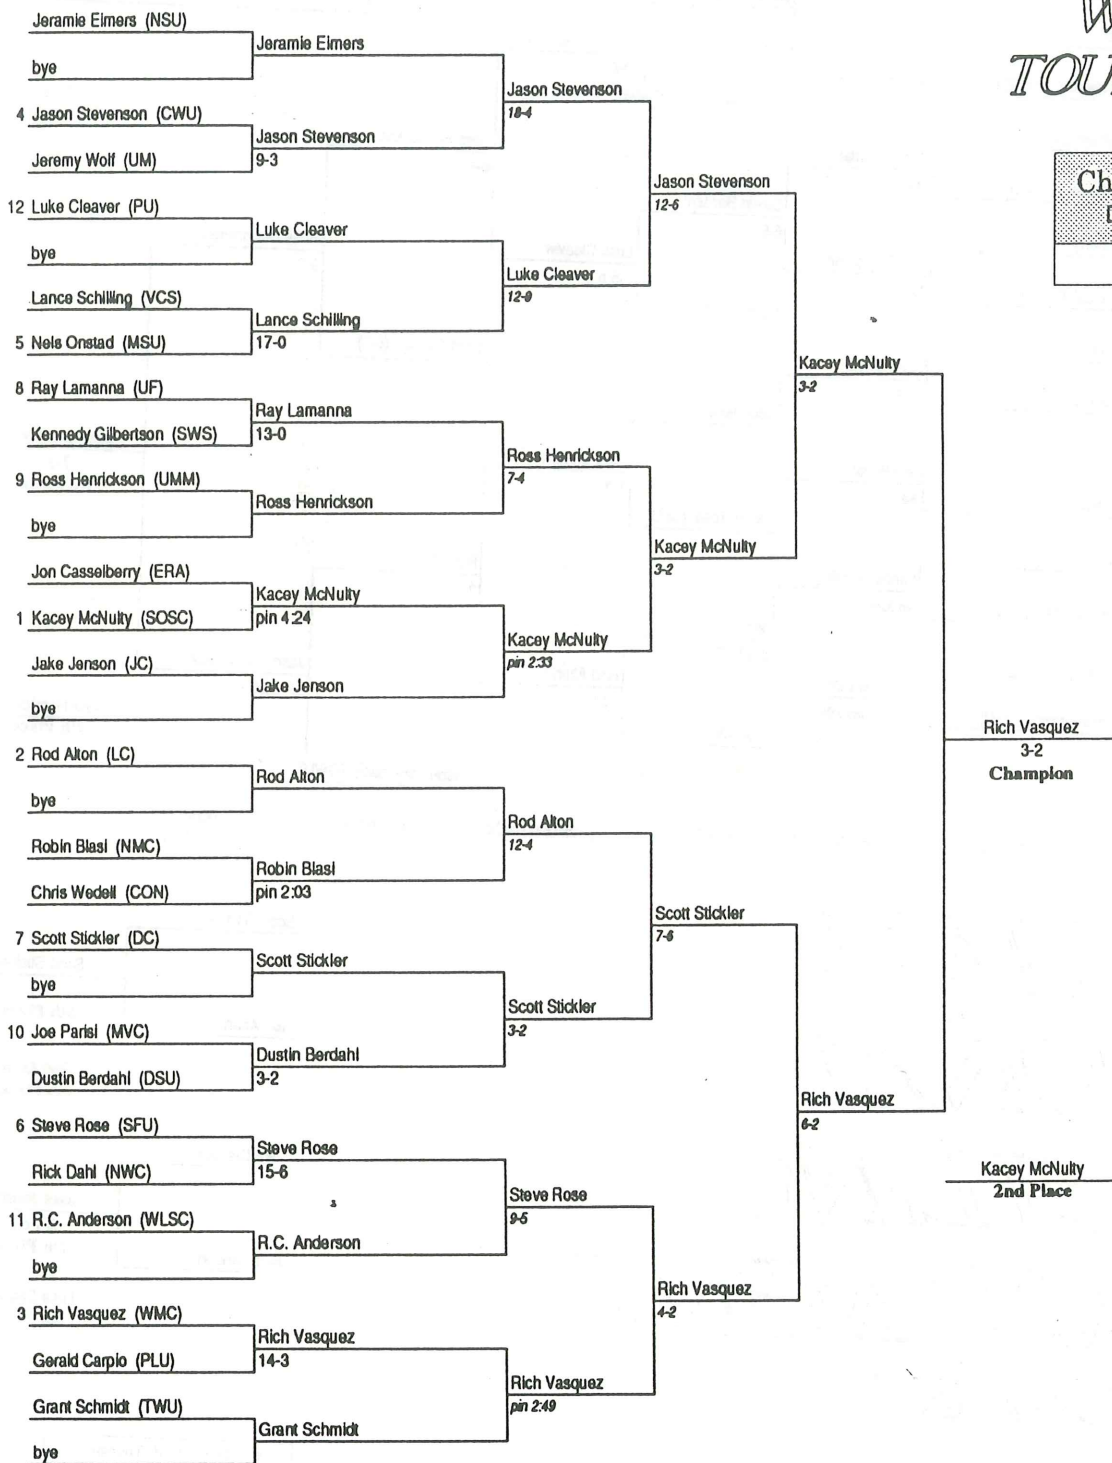 W
TOU
Ch
D
Jeramie Eimers (NSU)
bye
Jeramie Eimers
4 Jason Stevenson (CWU)
Jeremy Wolf (UM)
Jason Stevenson
9-3
Jason Stevenson
18-4
12 Luke Cleaver (PU)
bye
Luke Cleaver
Lance Schilling (VCS)
5 Nels Onstad (MSU)
Lance Schilling
17-0
Luke Cleaver
12-9
Jason Stevenson
12-6
8 Ray Lamanna (UF)
Kennedy Gilbertson (SWS)
Ray Lamanna
13-0
9 Ross Henrickson (UMM)
bye
Ross Henrickson
Ross Henrickson
7-4
Jon Casselberry (ERA)
1 Kacey McNulty (SOSC)
Kacey McNulty
pin 4:24
Jake Jenson (JC)
bye
Jake Jenson
Kacey McNulty
pin 2:33
Kacey McNulty
3-2
Kacey McNulty
3-2
2 Rod Alton (LC)
bye
Rod Alton
Robin Blasi (NMC)
Chris Wedell (CON)
Robin Blasi
pin 2:03
Rod Alton
12-4
7 Scott Stickler (DC)
bye
Scott Stickler
10 Joe Parisi (MVC)
Dustin Berdahl (DSU)
Dustin Berdahl
3-2
Scott Stickler
3-2
Scott Stickler
7-6
6 Steve Rose (SFU)
Rick Dahl (NWC)
Steve Rose
15-6
11 R.C. Anderson (WLSC)
bye
R.C. Anderson
Steve Rose
9-5
3 Rich Vasquez (WMC)
Gerald Carpio (PLU)
Rich Vasquez
14-3
Grant Schmidt (TWU)
bye
Grant Schmidt
Rich Vasquez
pin 2:49
Rich Vasquez
4-2
Rich Vasquez
6-2
Rich Vasquez
3-2
Champion
Kacey McNulty
2nd Place